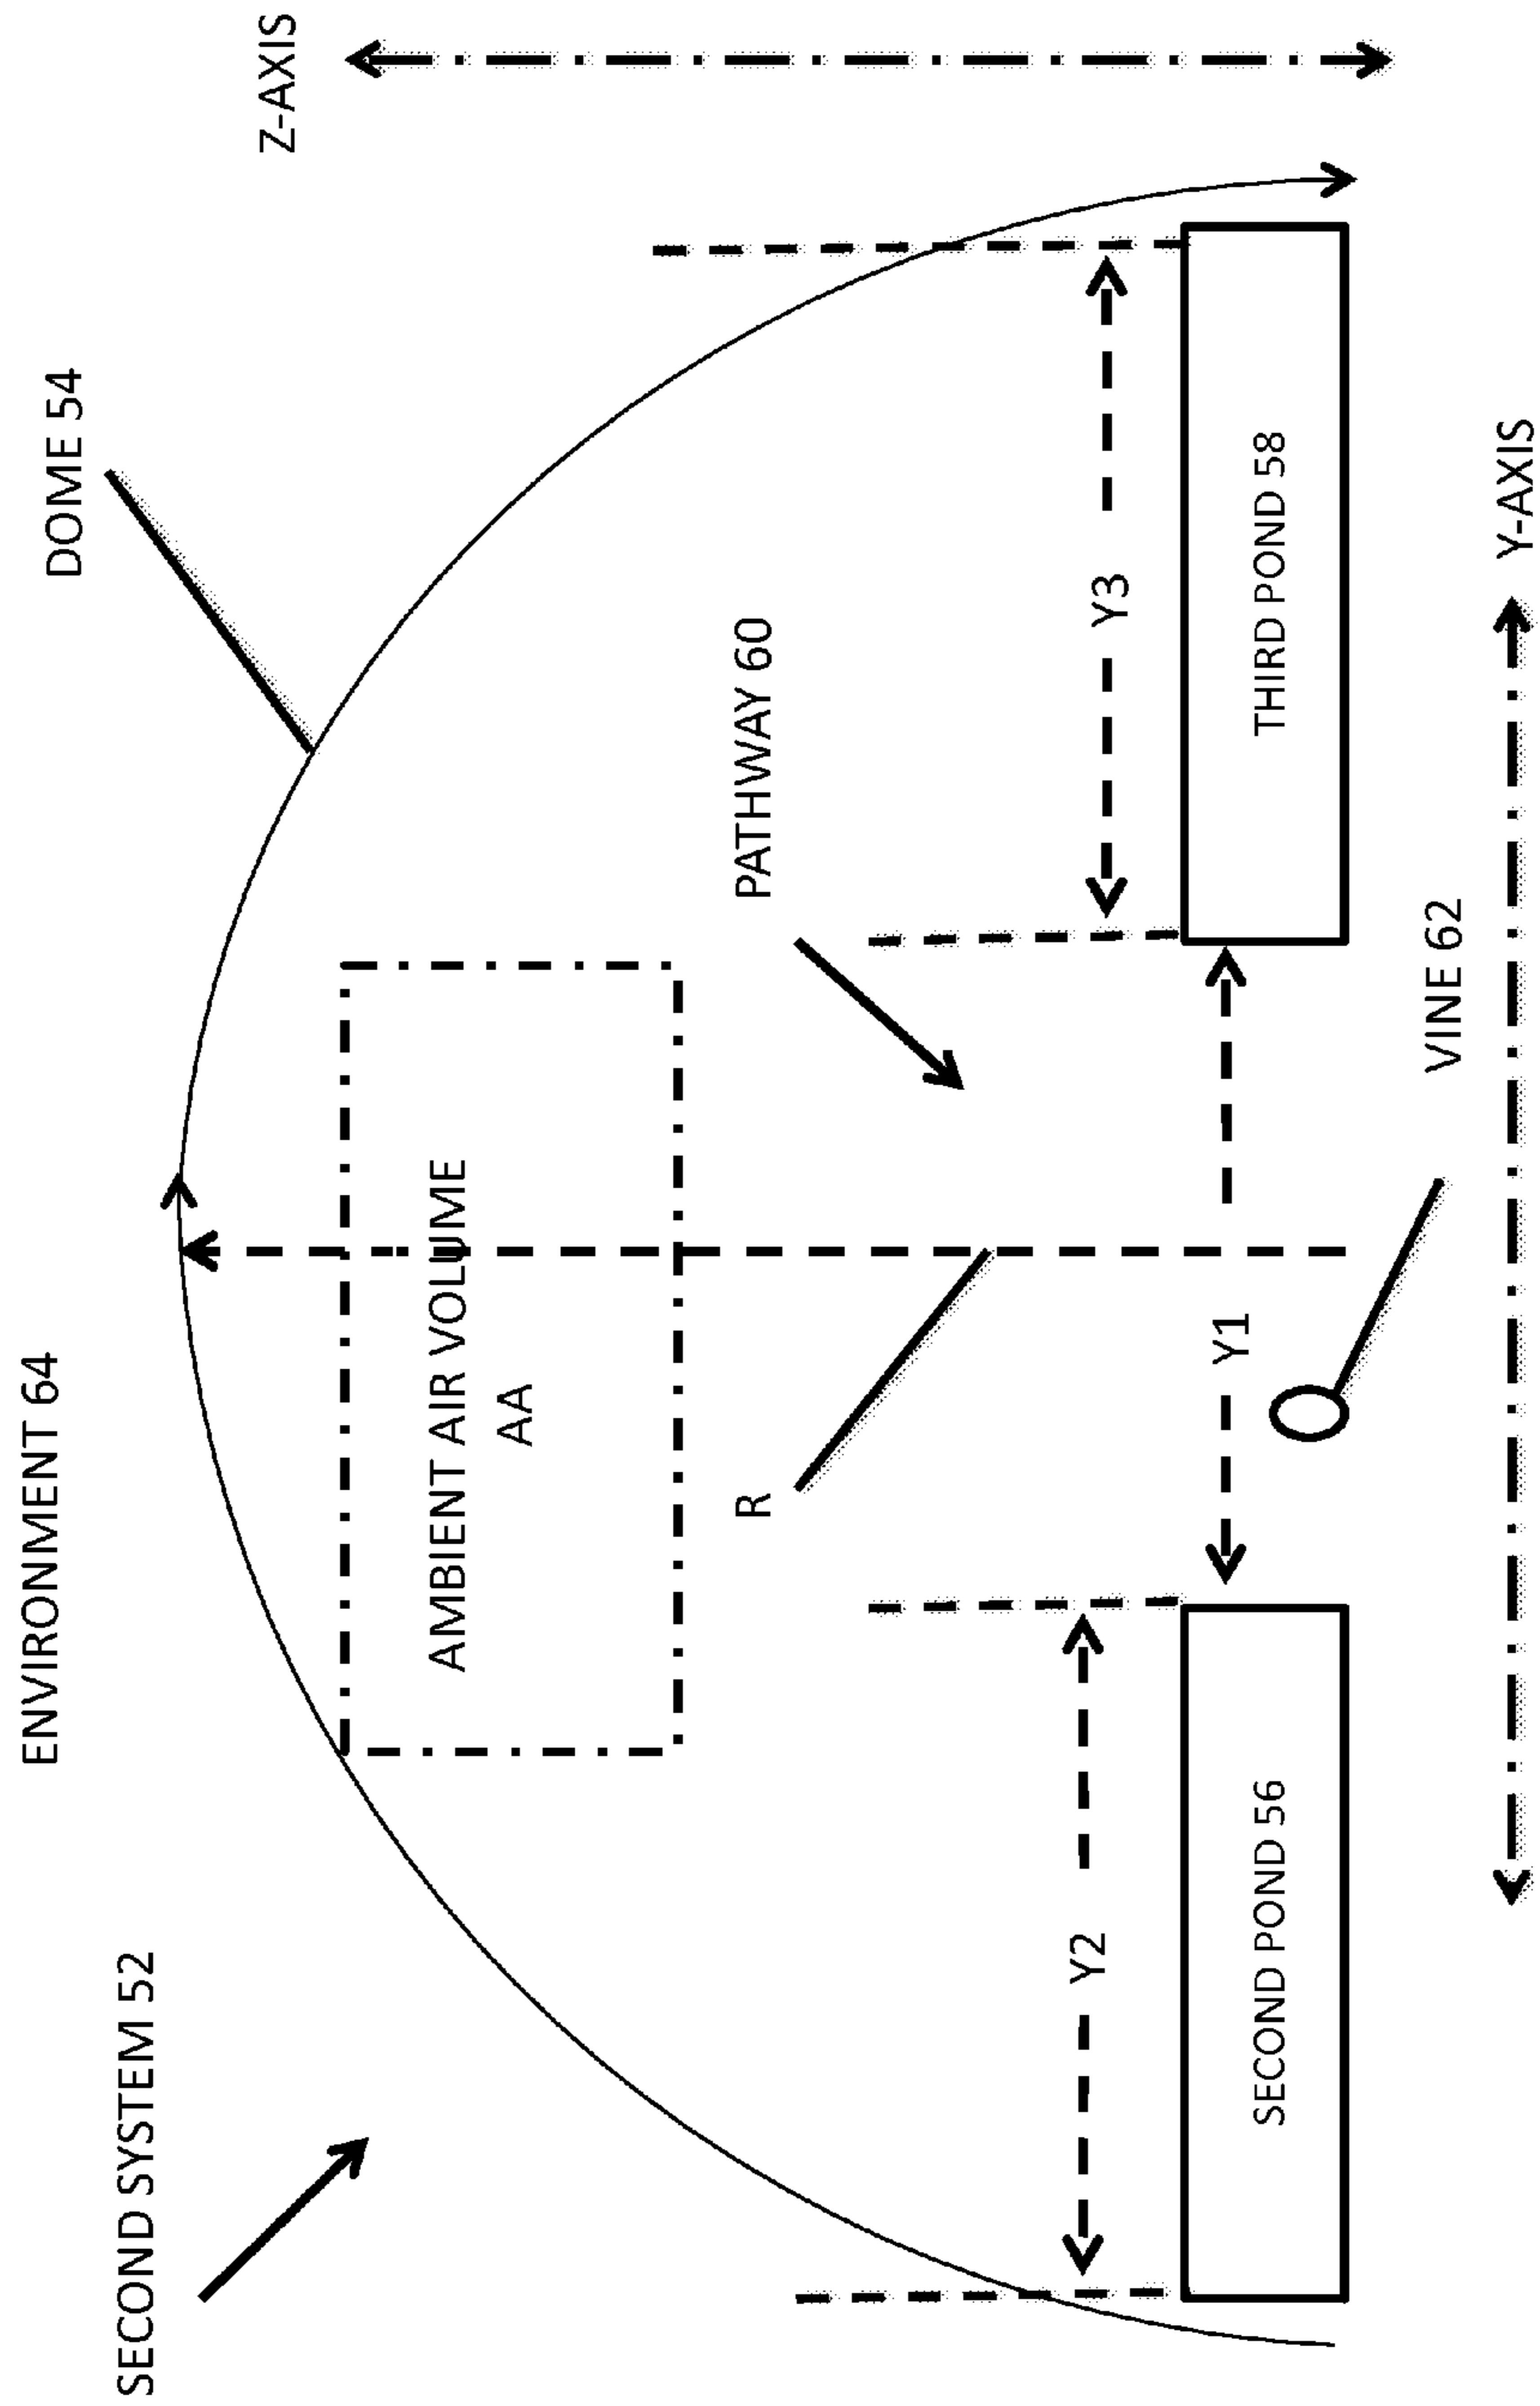 ENVIRONMENT 64
SECOND SYSTEM 52
DOME 54
Z-AXIS
AMBIENT AIR VOLUME
AA
R
PATHWAY 60
Y2
Y3
Y1
SECOND POND 56
THIRD POND 58
VINE 62
Y-AXIS